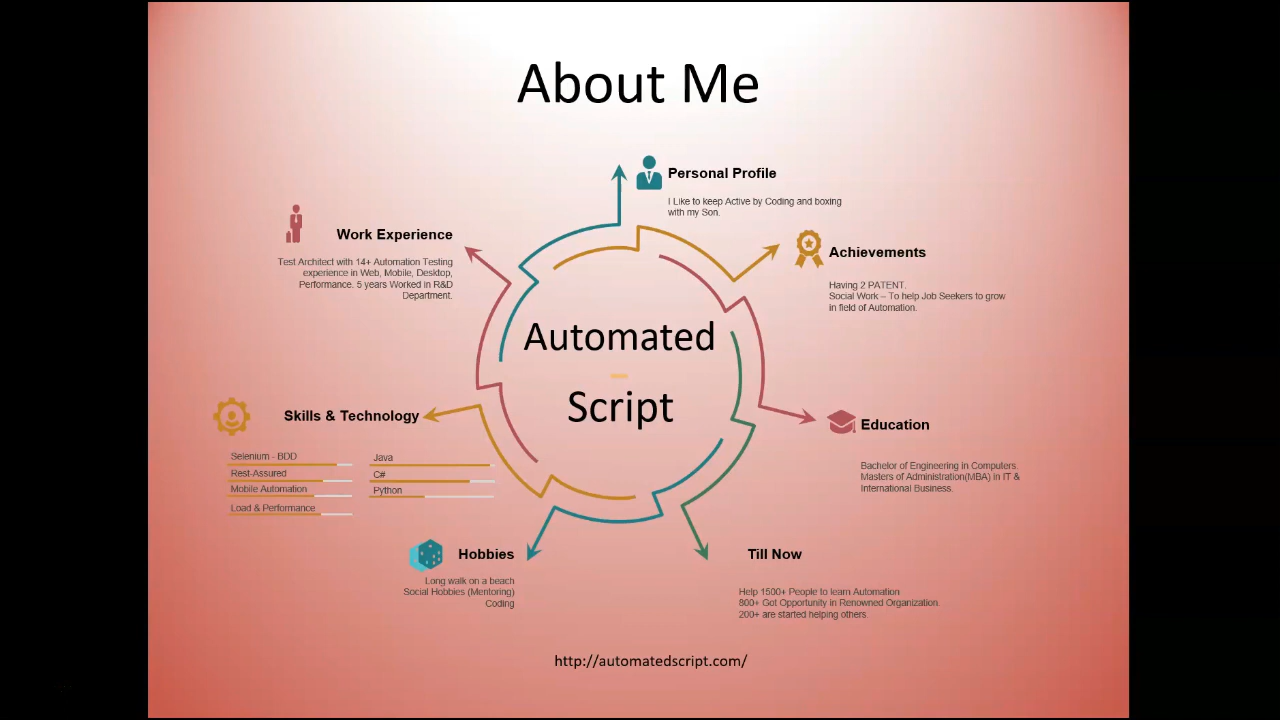 About Me
Personal Profile
I Like to keep Active by Coding and boxing
with my Son.
Work Experience
Test Architect with 14+ Automation Testing
experience in Web, Mobile, Desktop,
Performance. 5 years Worked in R&D
Department.
Achievements
Having 2 PATENT.
Social Work – To help Job Seekers to grow
in field of Automation.
Automated
Script
Skills & Technology
Selenium - BDD
Rest-Assured
Mobile Automation
Load & Performance
Java
C#
Python
Education
Bachelor of Engineering in Computers
Masters of Administration(MBA) in IT &
International Business.
Hobbies
Long walk on a beach
Social Hobbies (Mentoring)
Coding
Till Now
Help 1500+ People to learn Automation
800+ Got Opportunity in Renowned Organization
200+ are started helping others.
http://automatedscript.com/